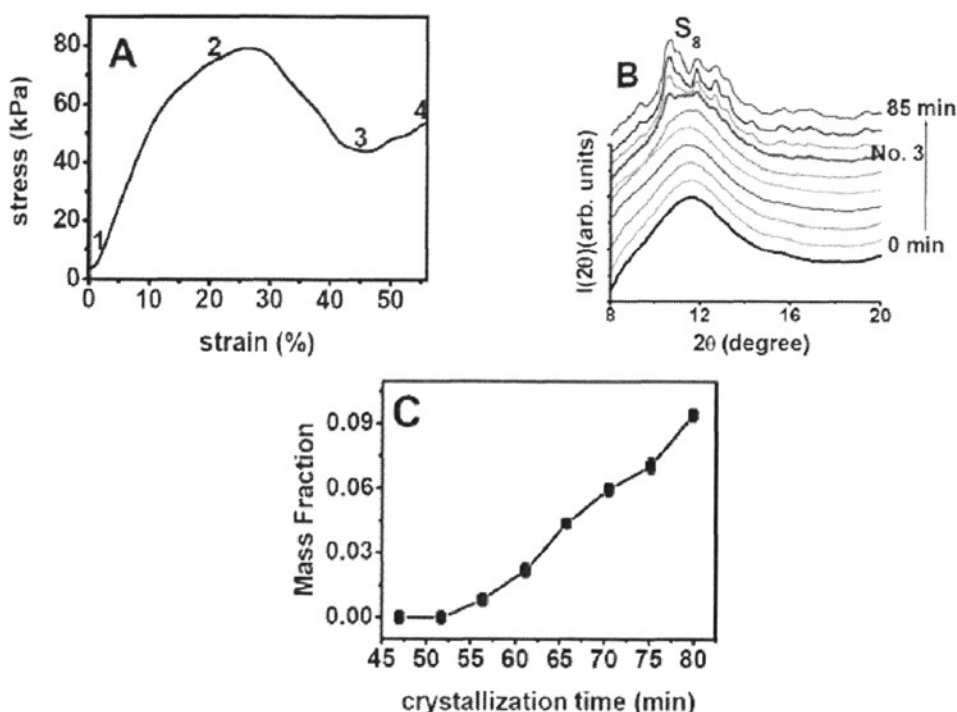 A
80
60
40
20
0
stress (kPa)
1
2
3
4
0 10 20 30 40 50
strain (%)
B
S8
85 min
No. 3
0 min
I(2θ)(arb. units)
8 12 16 20
2θ (degree)
C
0.09
0.06
0.03
0.00
Mass Fraction
45 50 55 60 65 70 75 80
crystallization time (min)